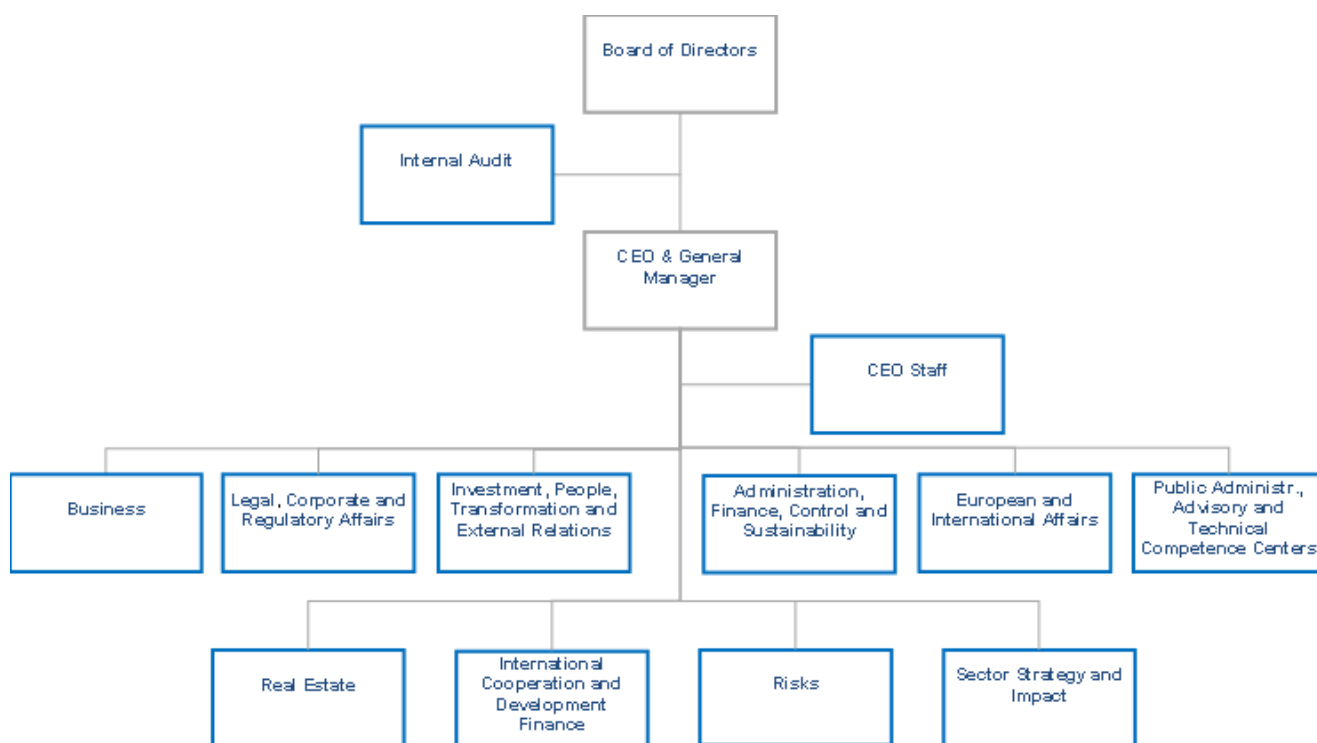 Board of Directors
Internal Audit
CEO & General
Manager
CEO Staff
Business
Legal, Corporate and
Regulatory Affairs
Investment, People,
Transformation and
External Relations
Administration,
Finance, Control and
Sustainability
European and
International Affairs
Public Administr.,
Advisory and
Technical
Competence Centers
Real Estate
International
Cooperation and
Development
Finance
Risks
Sector Strategy and
Impact